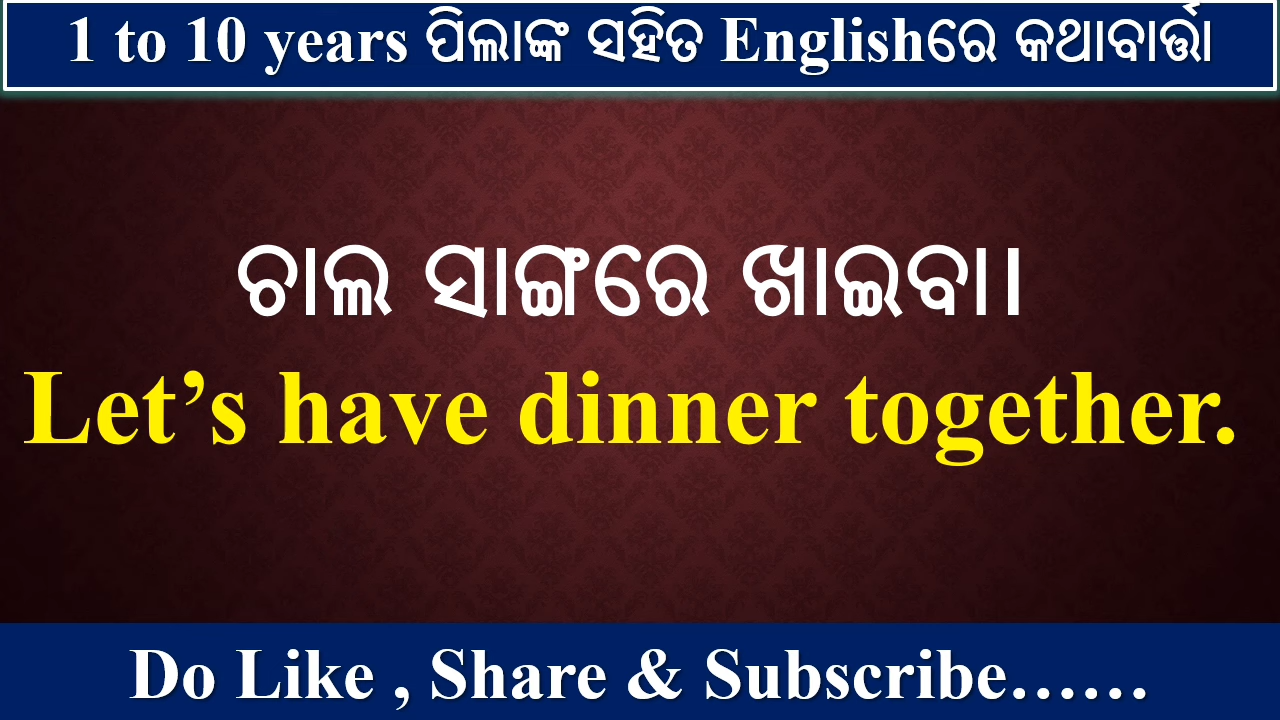 1 to 10 years ପିଲାଙ୍କ ସହିତ Englishରେ କଥାବାର୍ତ୍ତା
ଚାଲ ସାଙ୍ଗରେ ଖାଇବା।
Let’s have dinner together.
Do Like , Share & Subscribe……